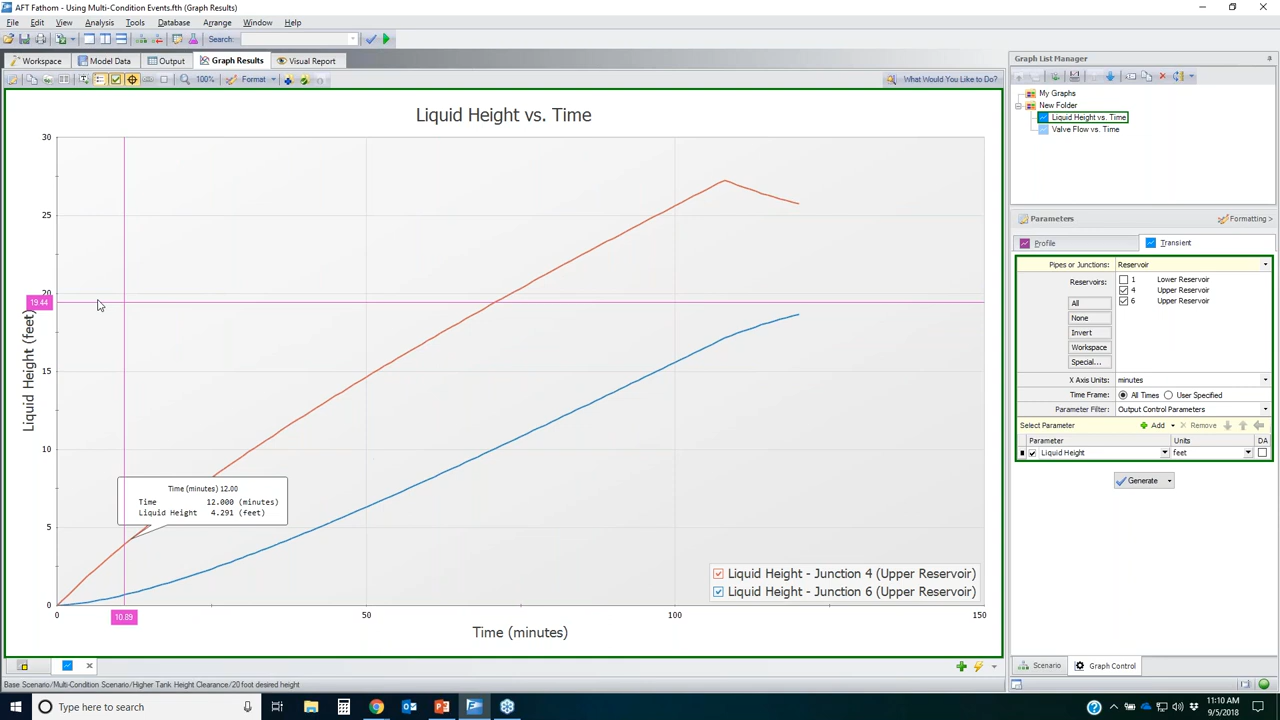 AFT Fathom - Using Multi-Condition Events.fth (Graph Results)
File Edit View Analysis Tools Database Arrange Window Help
Search:
Workspace Model Data Output Graph Results Visual Report
100% Format What Would You Like to Do?
Liquid Height vs. Time
30
25
20
15
10
5
0
19.44
Liquid Height (feet)
Time (minutes) 12.00
Time 12.000 (minutes)
Liquid Height 4.291 (feet)
Liquid Height - Junction 4 (Upper Reservoir)
Liquid Height - Junction 6 (Upper Reservoir)
0 50 100 150
10.89
Time (minutes)
Base Scenario/Multi-Condition Scenario/Higher Tank Height Clearance/20 foot desired height
Graph List Manager
My Graphs
New Folder
Liquid Height vs. Time
Valve Flow vs. Time
Parameters Formatting >
Profile Transient
Pipes or Junctions: Reservoir
Reservoirs: 1 Lower Reservoir
4 Upper Reservoir
6 Upper Reservoir
All
None
Invert
Workspace
Special...
X Axis Units: minutes
Time Frame: All Times User Specified
Parameter Filter: Output Control Parameters
Select Parameter Add Remove
Parameter Units DA
Liquid Height feet
Generate
Scenario Graph Control
Type here to search
11:10 AM
9/5/2018